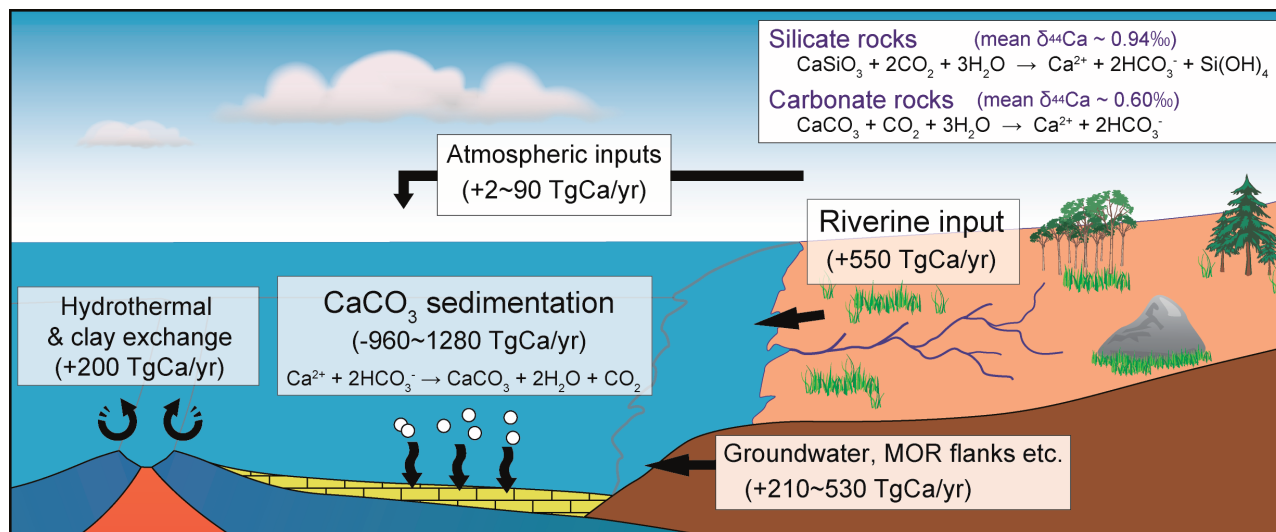 Silicate rocks (mean δ⁴⁴Ca ~ 0.94‰)
CaSiO₃ + 2CO₂ + 3H₂O → Ca²⁺ + 2HCO₃⁻ + Si(OH)₄
Carbonate rocks (mean δ⁴⁴Ca ~ 0.60‰)
CaCO₃ + CO₂ + 3H₂O → Ca²⁺ + 2HCO₃⁻
Atmospheric inputs
(+2~90 TgCa/yr)
Riverine input
(+550 TgCa/yr)
Hydrothermal
& clay exchange
(+200 TgCa/yr)
CaCO₃ sedimentation
(-960~1280 TgCa/yr)
Ca²⁺ + 2HCO₃⁻ → CaCO₃ + 2H₂O + CO₂
Groundwater, MOR flanks etc.
(+210~530 TgCa/yr)